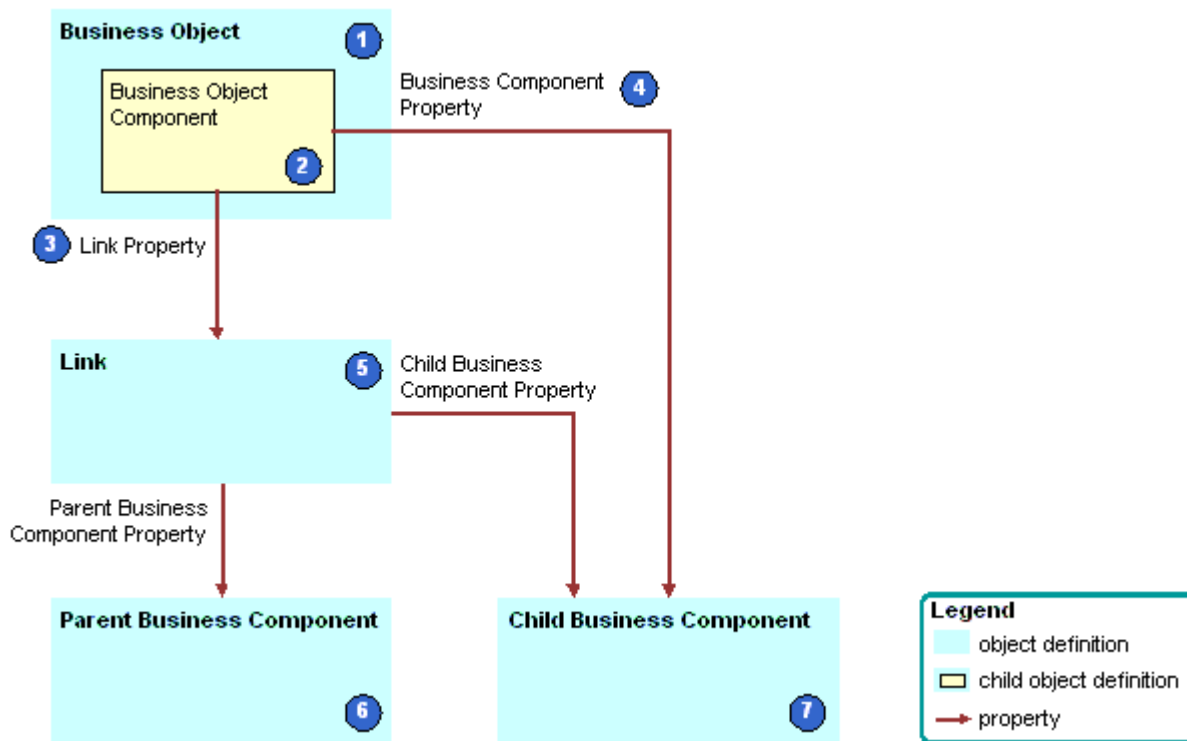 Business Object
1
Business Object
Component
2
Business Component
Property
4
3
Link Property
Link
5
Child Business
Component Property
Parent Business
Component Property
Parent Business Component
6
Child Business Component
7
Legend
object definition
child object definition
property